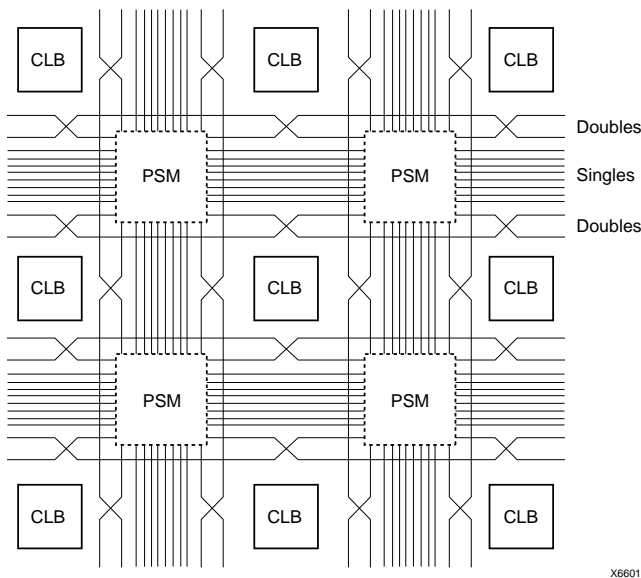 CLB CLB CLB
Doubles
PSM PSM Singles
Doubles
CLB CLB CLB
PSM PSM
CLB CLB CLB
X6601